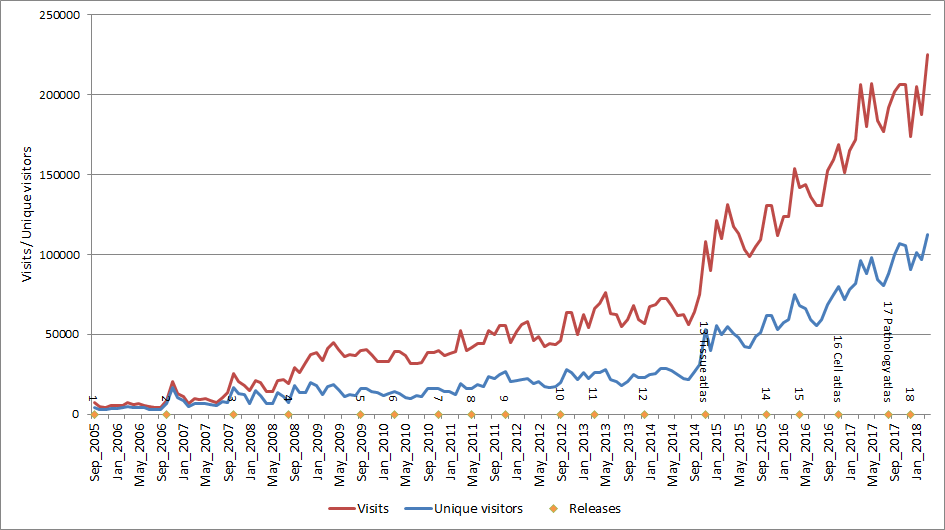 250000
200000
150000
100000
50000
0
Visits / Unique visitors
1
2
3
4
5
6
7
8
9
10
11
12
13 Tissue atlas
14
15
16 Cell atlas
17 Pathology atlas
18
Sep_2005
Jan_2006
May_2006
Sep_2006
Jan_2007
May_2007
Sep_2007
Jan_2008
May_2008
Sep_2008
Jan_2009
May_2009
Sep_2009
Jan_2010
May_2010
Sep_2010
Jan_2011
May_2011
Sep_2011
Jan_2012
May_2012
Sep_2012
Jan_2013
May_2013
Sep_2013
Jan_2014
May_2014
Sep_2014
Jan_2015
May_2015
Sep_2105
Jan_2016
May_2016
Sep_2016
Jan_2017
May_2017
Sep_2017
Jan_2018
Visits
Unique visitors
Releases